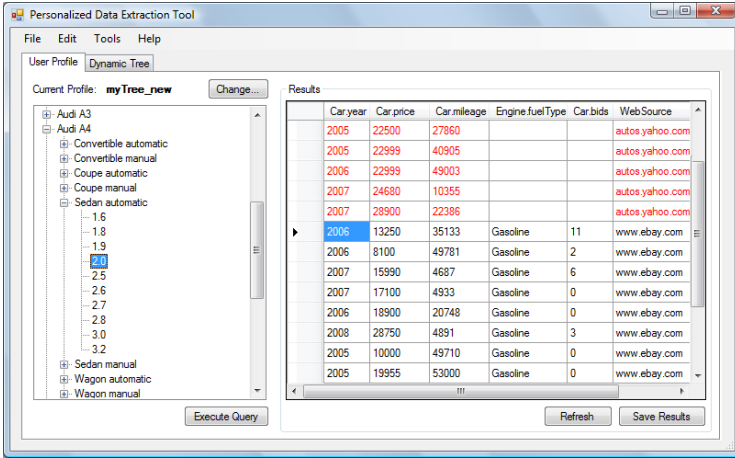 Personalized Data Extraction Tool
File Edit Tools Help
User Profile Dynamic Tree
Current Profile: myTree_new Change...
Audi A3
Audi A4
Convertible automatic
Convertible manual
Coupe automatic
Coupe manual
Sedan automatic
1.6
1.8
1.9
2.0
2.5
2.6
2.7
2.8
3.0
3.2
Sedan manual
Wagon automatic
Wagon manual
Execute Query
Results
Car.year Car.price Car.mileage Engine.fuelType Car.bids WebSource
2005 22500 27860 autos.yahoo.com
2005 22999 40905 autos.yahoo.com
2006 22999 49003 autos.yahoo.com
2007 24680 10355 autos.yahoo.com
2007 28900 22386 autos.yahoo.com
2006 13250 35133 Gasoline 11 www.ebay.com
2006 8100 49781 Gasoline 2 www.ebay.com
2007 15990 4687 Gasoline 6 www.ebay.com
2007 17100 4933 Gasoline 0 www.ebay.com
2006 18900 20748 Gasoline 0 www.ebay.com
2008 28750 4891 Gasoline 3 www.ebay.com
2005 10000 49710 Gasoline 0 www.ebay.com
2005 19955 53000 Gasoline 0 www.ebay.com
Refresh Save Results